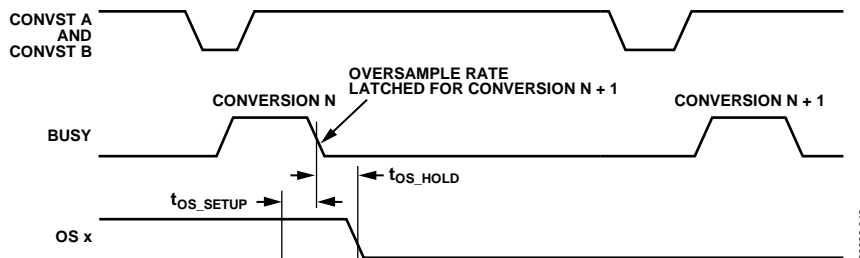 CONVST A
AND
CONVST B
OVERSAMPLE RATE
LATCHED FOR CONVERSION N + 1
CONVERSION N
CONVERSION N + 1
BUSY
tOS_HOLD
tOS_SETUP
OS x